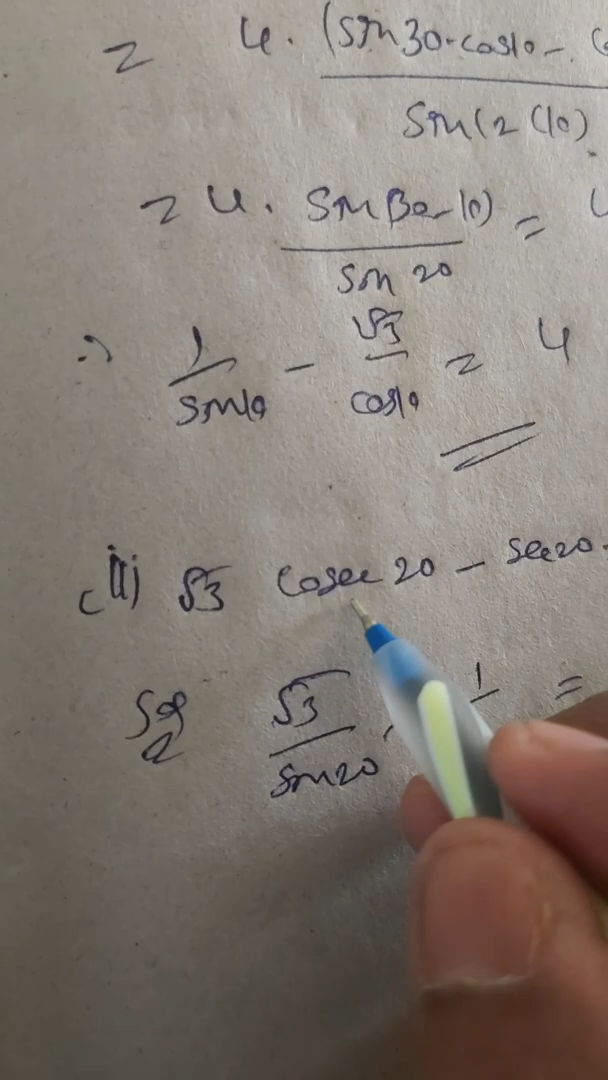 = 4. (sin30.cos10 -
sin(2(10)
= 4. sin(30-10) =
sin 20
∴ 1/sin10 - √3/cos10 = 4
(ii) √3 cosec 20 - sec20.
Sol √3/sin20 - 1 =